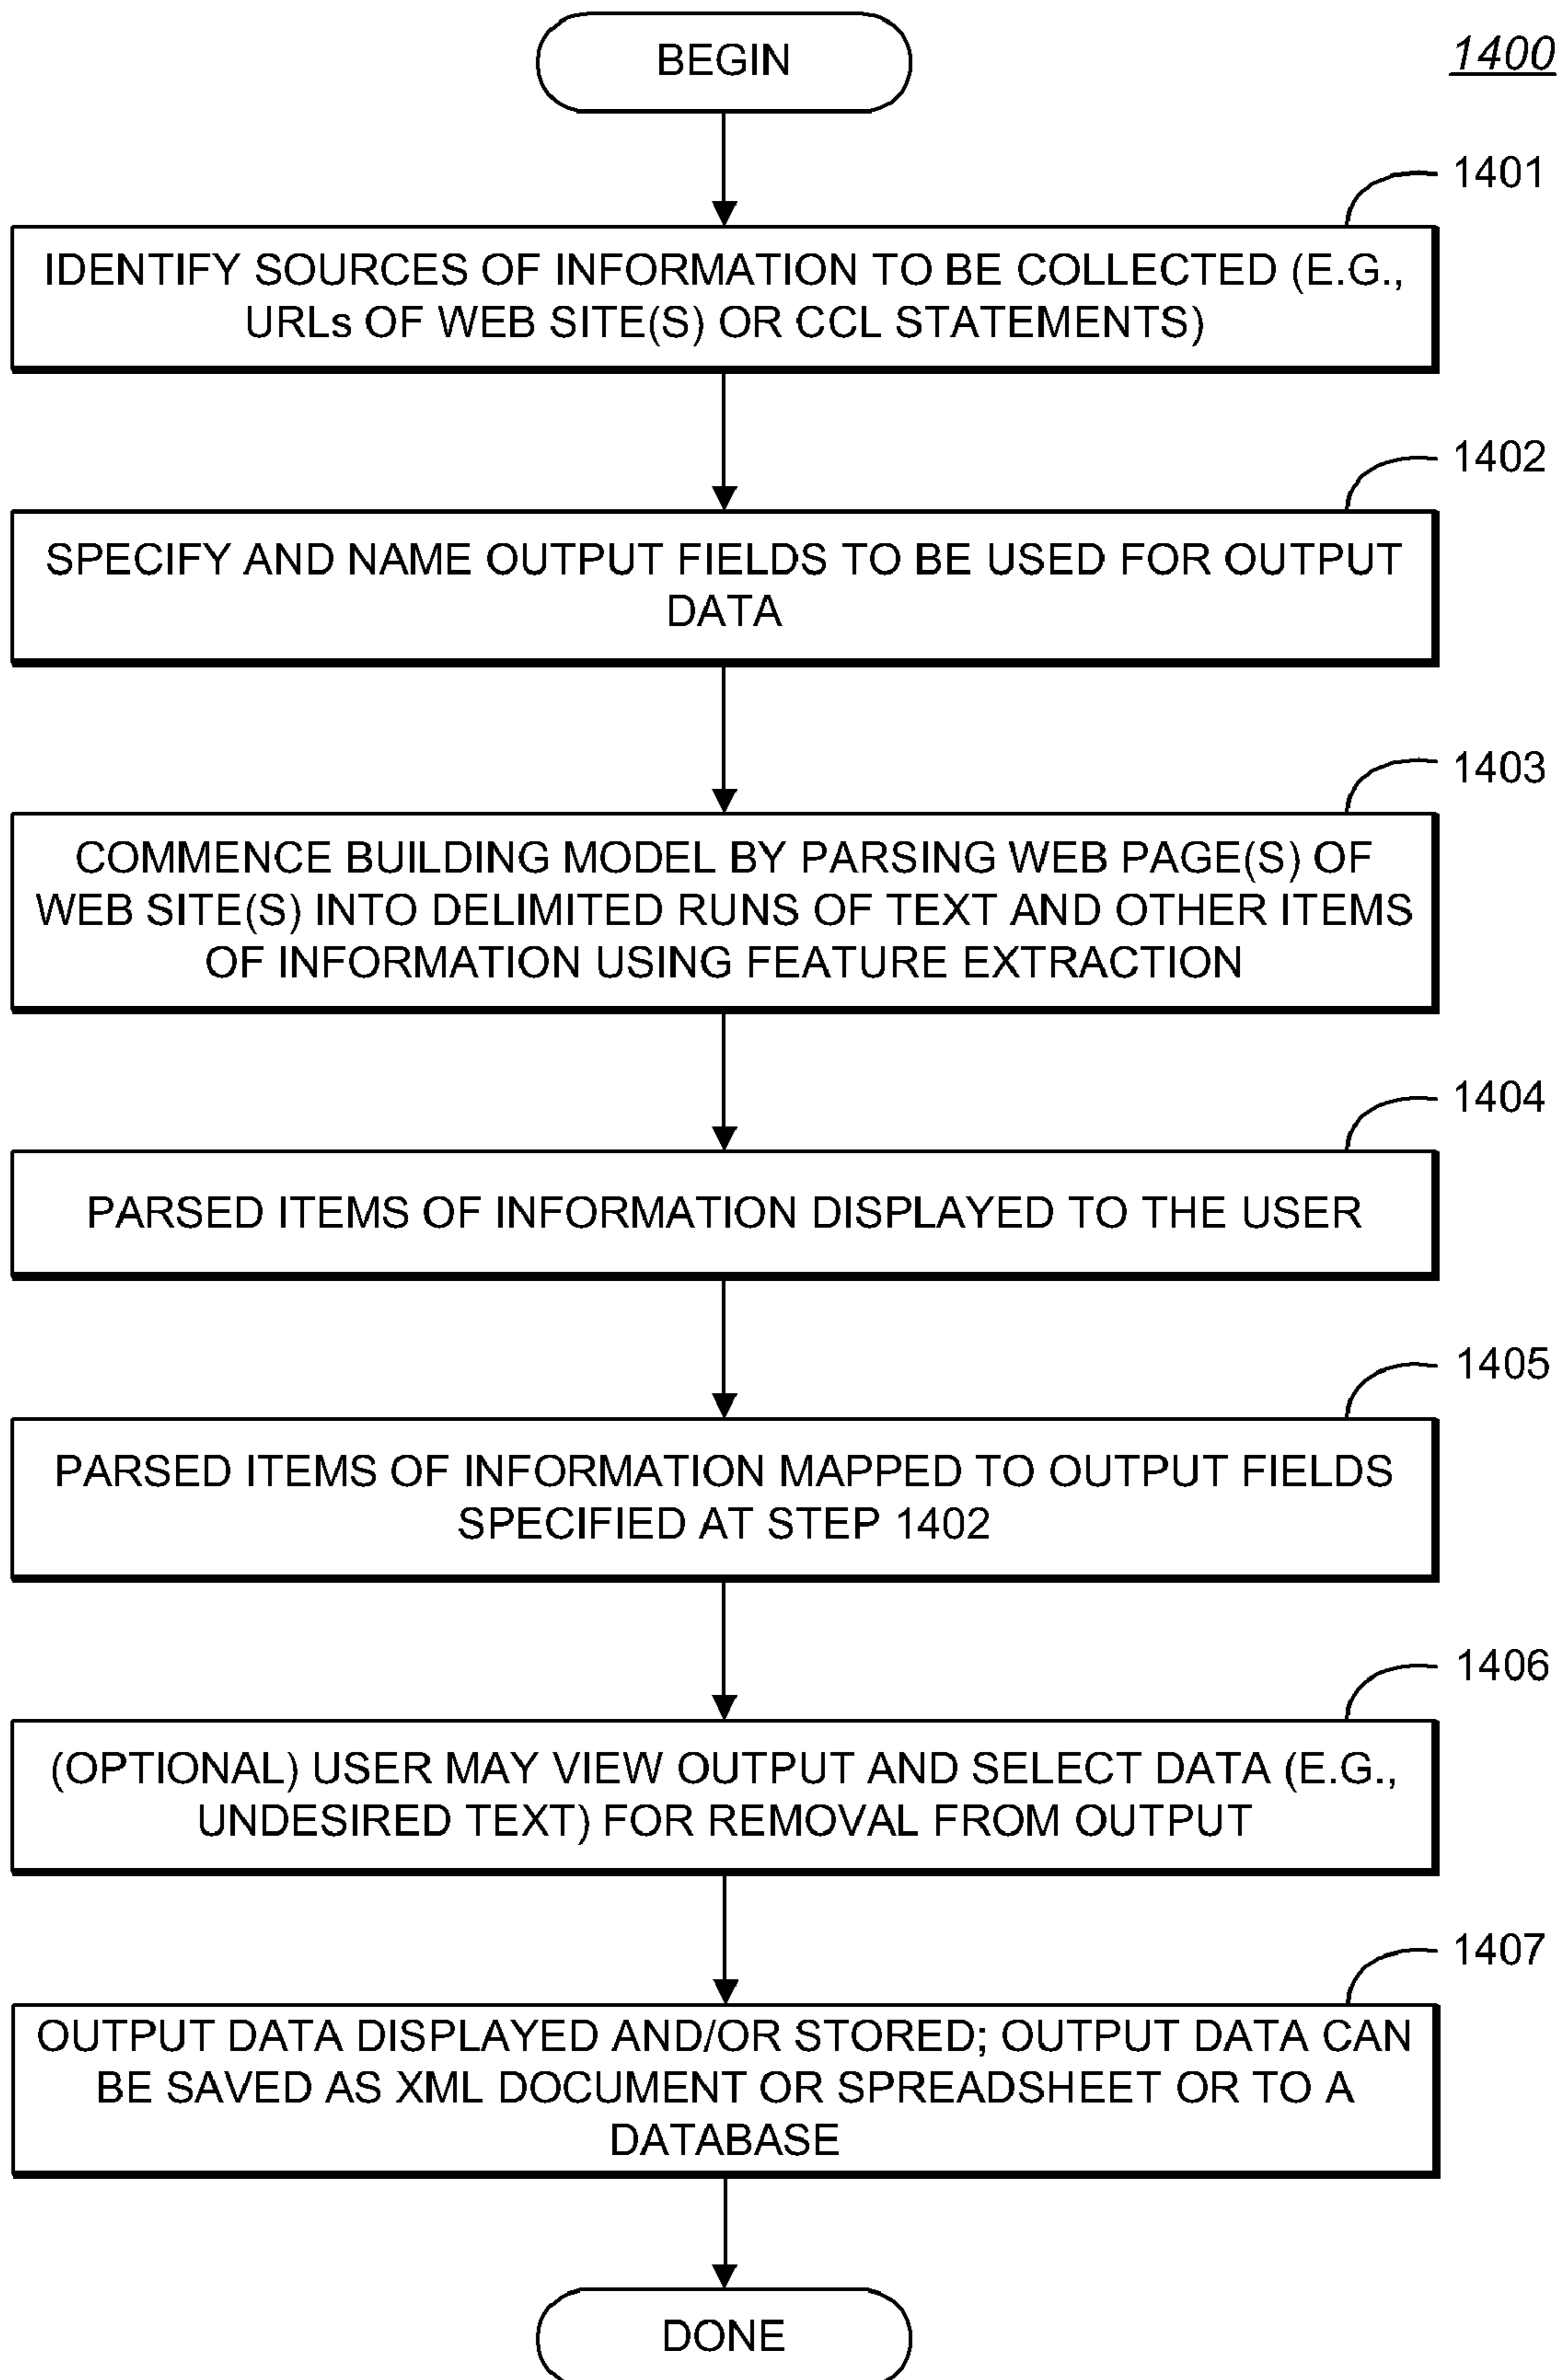 BEGIN
1400
1401
IDENTIFY SOURCES OF INFORMATION TO BE COLLECTED (E.G.,
URLs OF WEB SITE(S) OR CCL STATEMENTS)
1402
SPECIFY AND NAME OUTPUT FIELDS TO BE USED FOR OUTPUT
DATA
1403
COMMENCE BUILDING MODEL BY PARSING WEB PAGE(S) OF
WEB SITE(S) INTO DELIMITED RUNS OF TEXT AND OTHER ITEMS
OF INFORMATION USING FEATURE EXTRACTION
1404
PARSED ITEMS OF INFORMATION DISPLAYED TO THE USER
1405
PARSED ITEMS OF INFORMATION MAPPED TO OUTPUT FIELDS
SPECIFIED AT STEP 1402
1406
(OPTIONAL) USER MAY VIEW OUTPUT AND SELECT DATA (E.G.,
UNDESIRED TEXT) FOR REMOVAL FROM OUTPUT
1407
OUTPUT DATA DISPLAYED AND/OR STORED; OUTPUT DATA CAN
BE SAVED AS XML DOCUMENT OR SPREADSHEET OR TO A
DATABASE
DONE